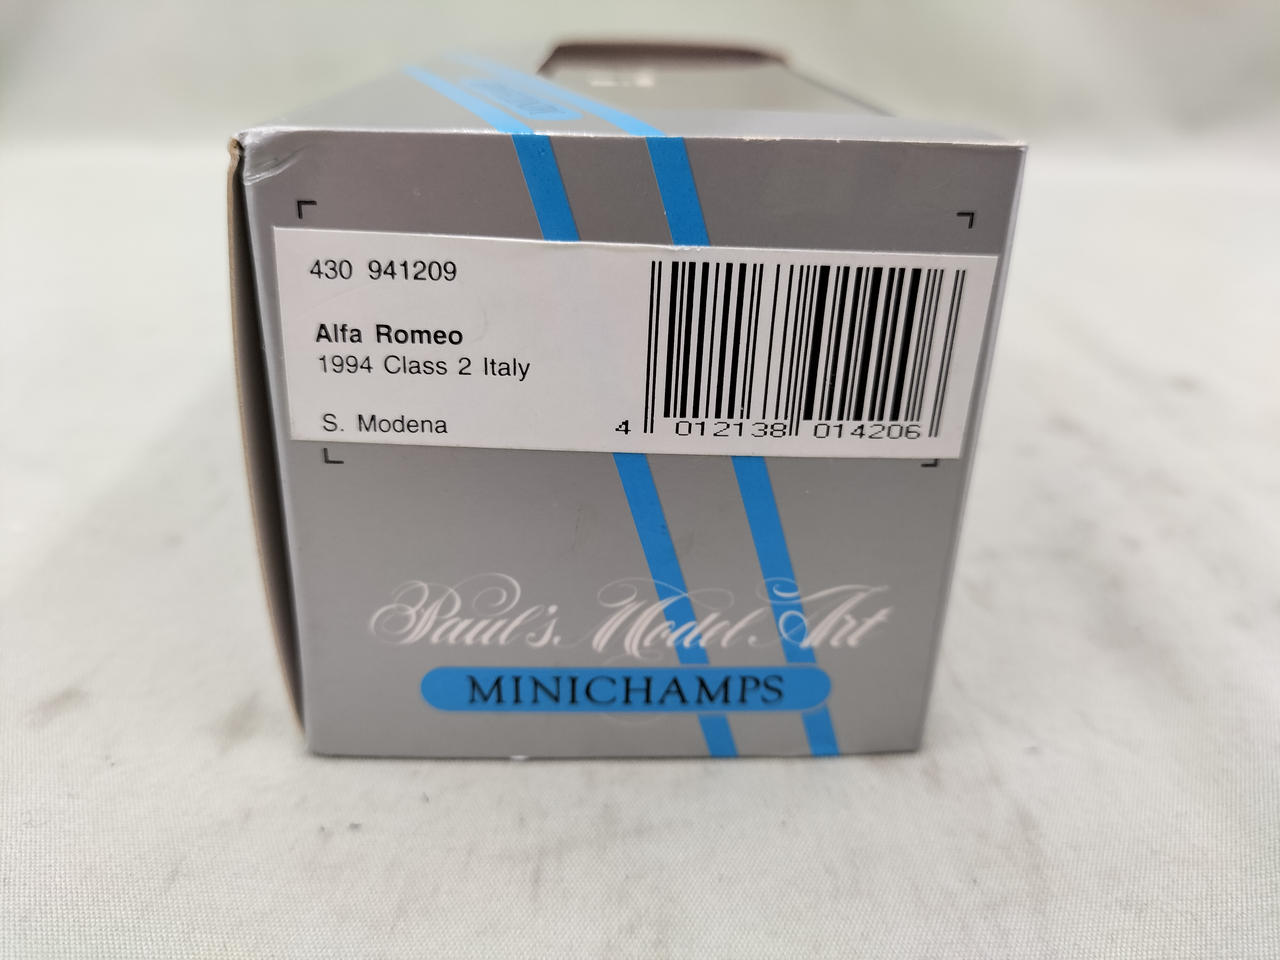 430 941209
Alfa Romeo
1994 Class 2 Italy
S. Modena
4 012138 014206
Paul's Model Art
MINICHAMPS